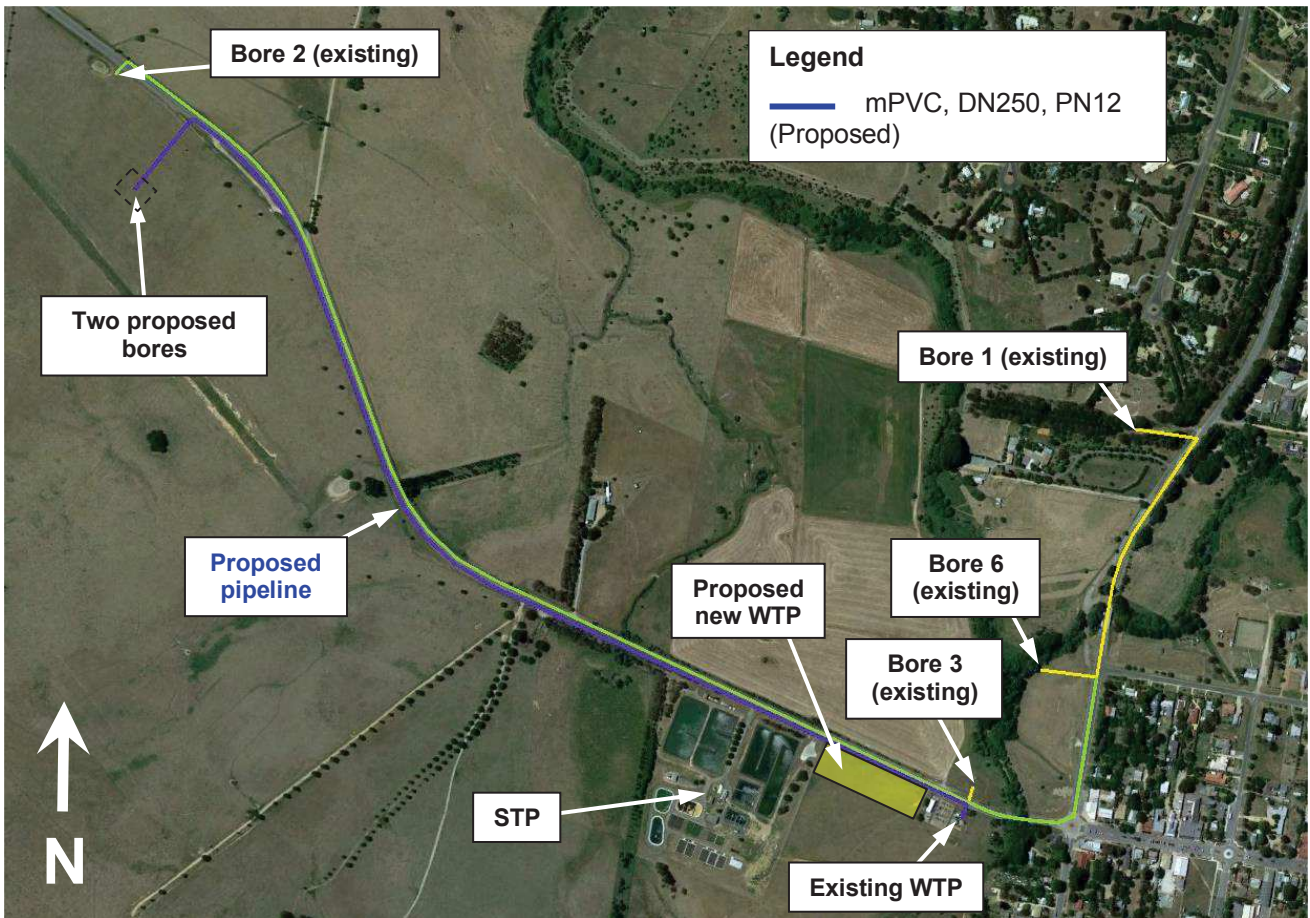 Bore 2 (existing)
Legend
mPVC, DN250, PN12
(Proposed)
Two proposed
bores
Bore 1 (existing)
Proposed
pipeline
Bore 6
(existing)
Proposed
new WTP
Bore 3
(existing)
STP
Existing WTP
N